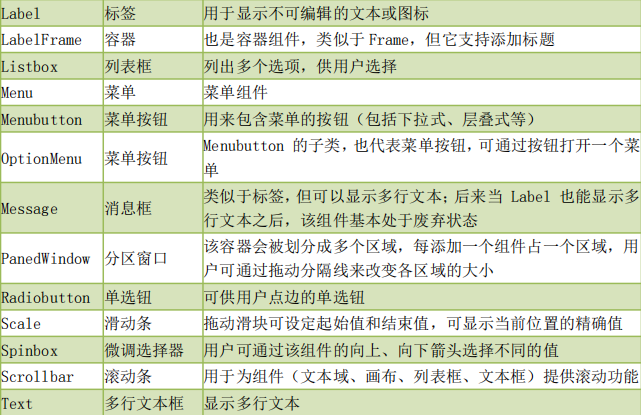 Label 标签 用于显示不可编辑的文本或图标
LabelFrame 容器 也是容器组件，类似于 Frame，但它支持添加标题
Listbox 列表框 列出多个选项，供用户选择
Menu 菜单 菜单组件
Menubutton 菜单按钮 用来包含菜单的按钮（包括下拉式、层叠式等）
OptionMenu 菜单按钮 Menubutton 的子类，也代表菜单按钮，可通过按钮打开一个菜
单
Message 消息框 类似于标签，但可以显示多行文本；后来当 Label 也能显示多
行文本之后，该组件基本处于废弃状态
PanedWindow 分区窗口 该容器会被划分成多个区域，每添加一个组件占一个区域，用
户可通过拖动分隔线来改变各区域的大小
Radiobutton 单选钮 可供用户点边的单选钮
Scale 滑动条 拖动滑块可设定起始值和结束值，可显示当前位置的精确值
Spinbox 微调选择器 用户可通过该组件的向上、向下箭头选择不同的值
Scrollbar 滚动条 用于为组件（文本域、画布、列表框、文本框）提供滚动功能
Text 多行文本框 显示多行文本